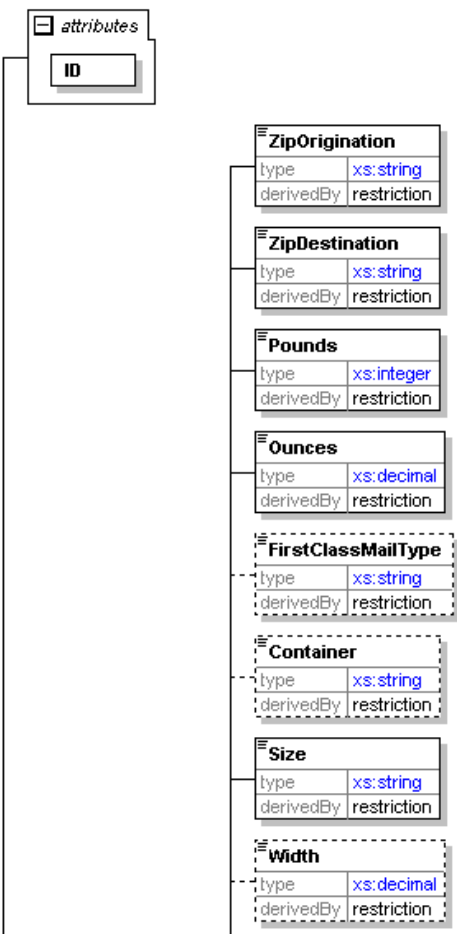 attributes
ID
ZipOrigination
type xs:string
derivedBy restriction
ZipDestination
type xs:string
derivedBy restriction
Pounds
type xs:integer
derivedBy restriction
Ounces
type xs:decimal
derivedBy restriction
FirstClassMailType
type xs:string
derivedBy restriction
Container
type xs:string
derivedBy restriction
Size
type xs:string
derivedBy restriction
Width
type xs:decimal
derivedBy restriction